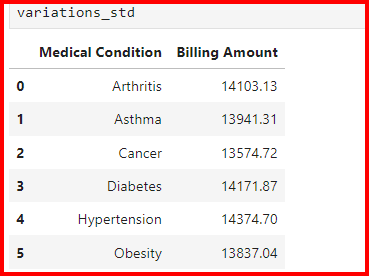 variations_std
Medical Condition Billing Amount
0 Arthritis 14103.13
1 Asthma 13941.31
2 Cancer 13574.72
3 Diabetes 14171.87
4 Hypertension 14374.70
5 Obesity 13837.04